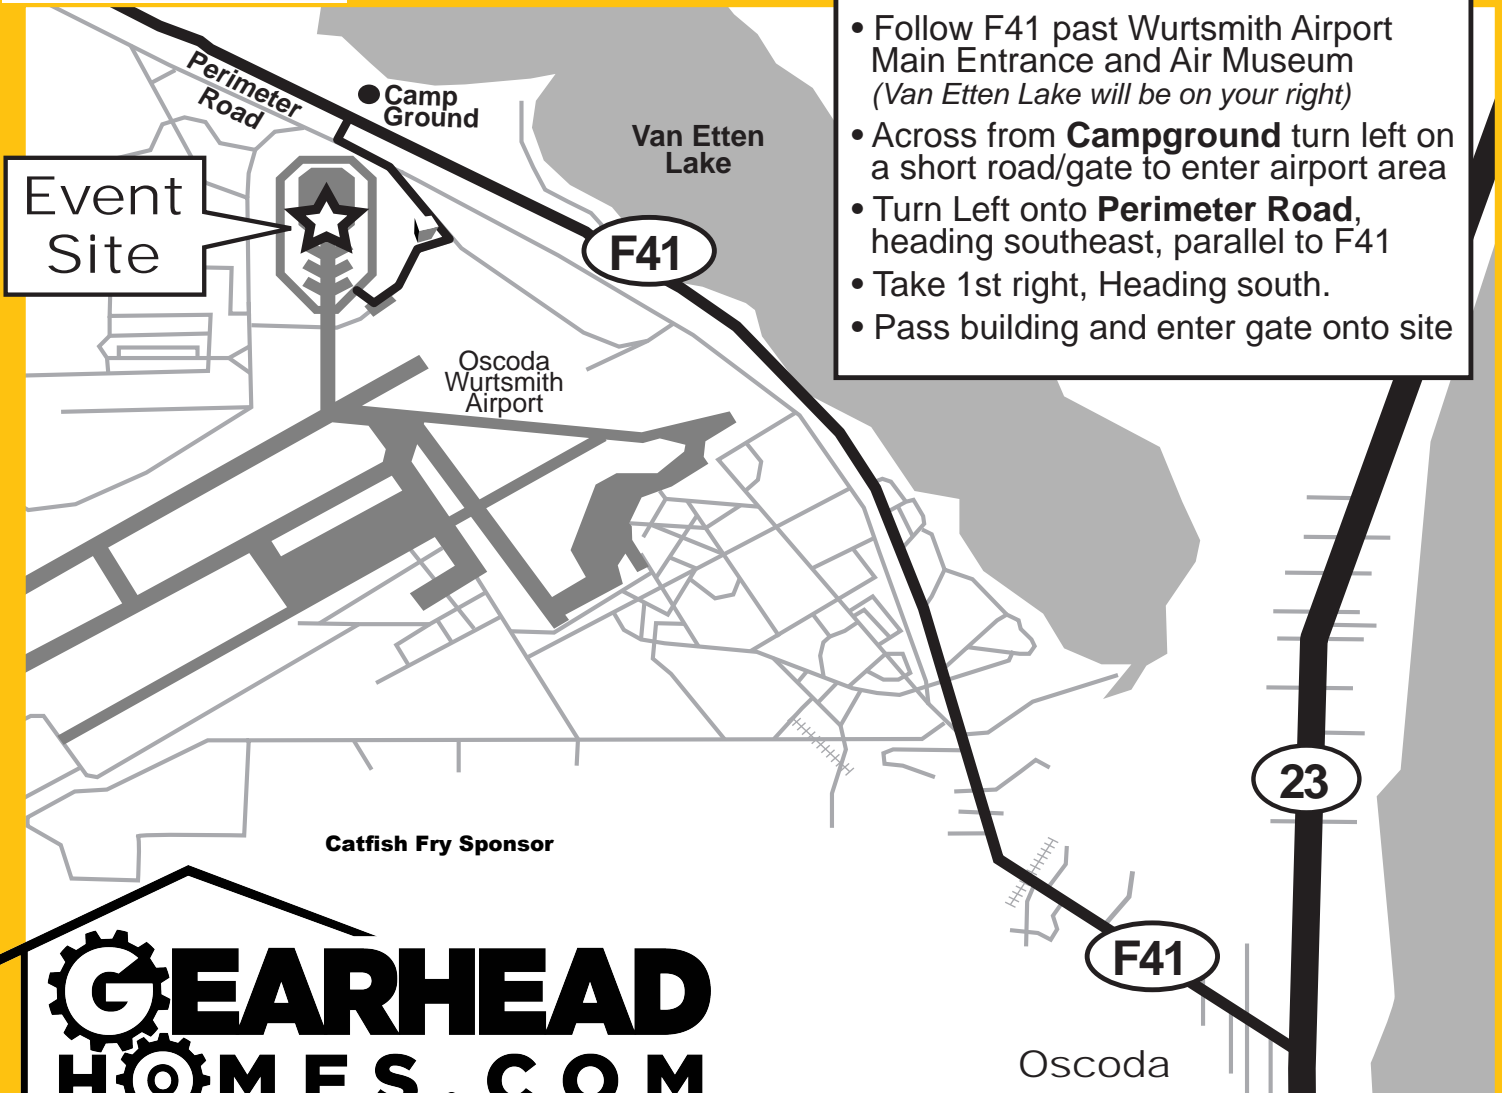 • Follow F41 past Wurtsmith Airport
Main Entrance and Air Museum
(Van Etten Lake will be on your right)
• Across from Campground turn left on
a short road/gate to enter airport area
• Turn Left onto Perimeter Road,
heading southeast, parallel to F41
• Take 1st right, Heading south.
• Pass building and enter gate onto site
Perimeter
Road
Camp
Ground
Van Etten
Lake
Event
Site
F41
Oscoda
Wurtsmith
Airport
23
Catfish Fry Sponsor
F41
GEARHEAD
HOMES.COM
Oscoda